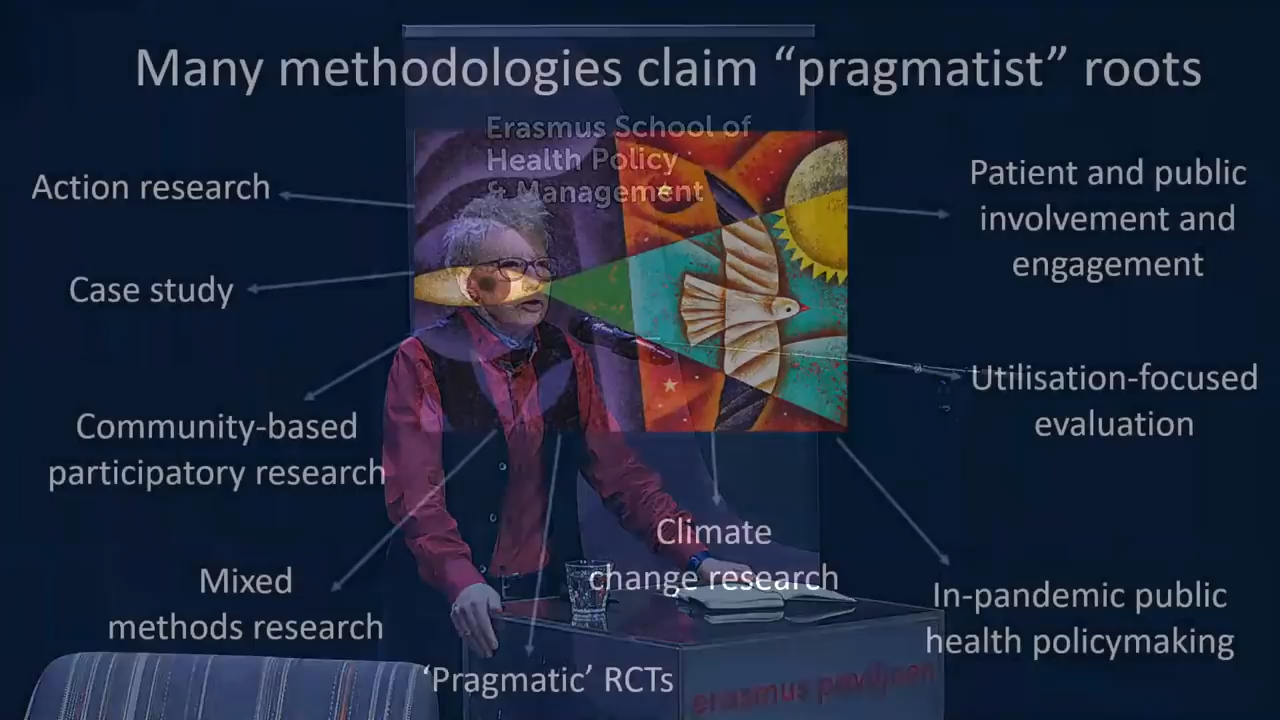 Many methodologies claim “pragmatist” roots
Erasmus School of
Health Policy
& Management
Action research
Case study
Community-based
participatory research
Mixed
methods research
‘Pragmatic’ RCTs
Climate
change research
Patient and public
involvement and
engagement
Utilisation-focused
evaluation
In-pandemic public
health policymaking
erasmus paviljoen